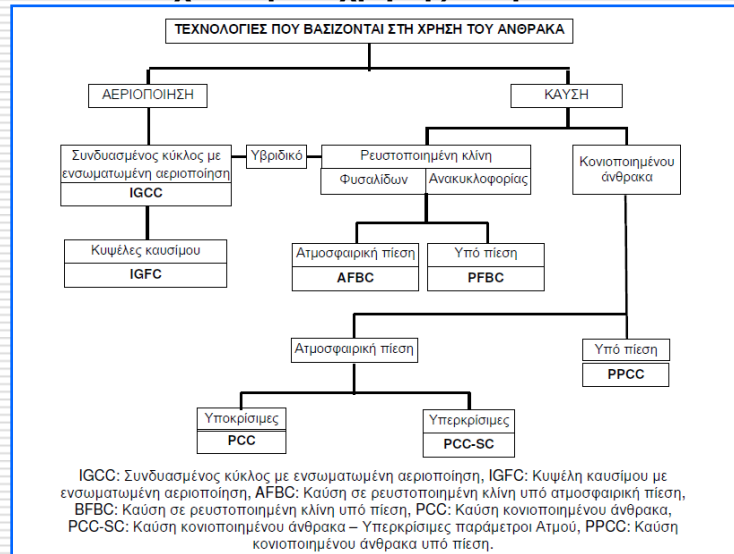 ΤΕΧΝΟΛΟΓΙΕΣ ΠΟΥ ΒΑΣΙΖΟΝΤΑΙ ΣΤΗ ΧΡΗΣΗ ΤΟΥ ΑΝΘΡΑΚΑ
ΑΕΡΙΟΠΟΙΗΣΗ
ΚΑΥΣΗ
Συνδυασμένος κύκλος με
ενσωματωμένη αεριοποίηση
IGCC
Υβριδικό
Ρευστοποιημένη κλίνη
Φυσαλίδων
Ανακυκλοφορίας
Κονιοποιημένου
άνθρακα
Κυψέλες καυσίμου
IGFC
Ατμοσφαιρική πίεση
AFBC
Υπό πίεση
PFBC
Ατμοσφαιρική πίεση
Υπό πίεση
PPCC
Υποκρίσιμες
PCC
Υπερκρίσιμες
PCC-SC
IGCC: Συνδυασμένος κύκλος με ενσωματωμένη αεριοποίηση, IGFC: Κυψέλη καυσίμου με
ενσωματωμένη αεριοποίηση, AFBC: Καύση σε ρευστοποιημένη κλίνη υπό ατμοσφαιρική πίεση,
BFBC: Καύση σε ρευστοποιημένη κλίνη υπό πίεση, PCC: Καύση κονιοποιημένου άνθρακα,
PCC-SC: Καύση κονιοποιημένου άνθρακα – Υπερκρίσιμες παράμετροι Ατμού, PPCC: Καύση
κονιοποιημένου άνθρακα υπό πίεση.